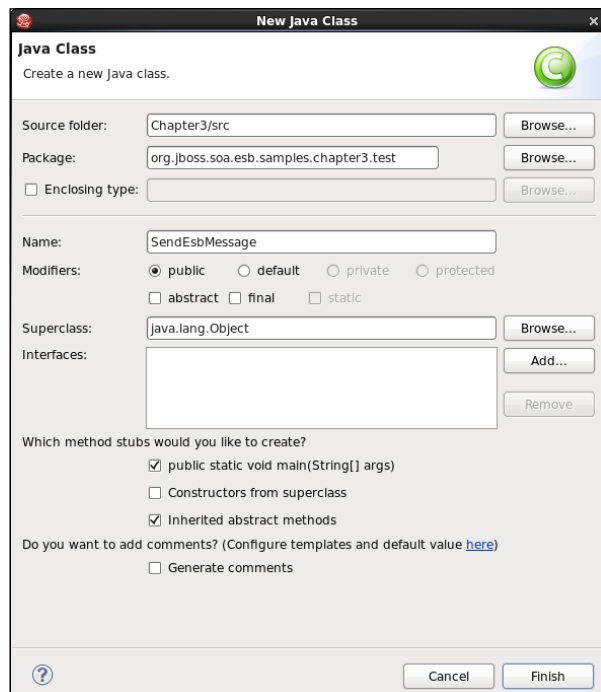 New Java Class
Java Class
Create a new Java class.
Source folder: Chapter3/src Browse...
Package: org.jboss.soa.esb.samples.chapter3.test Browse...
Enclosing type: Browse...
Name: SendEsbMessage
Modifiers: public default private protected
abstract final static
Superclass: java.lang.Object Browse...
Interfaces: Add...
Remove
Which method stubs would you like to create?
public static void main(String[] args)
Constructors from superclass
Inherited abstract methods
Do you want to add comments? (Configure templates and default value here)
Generate comments
Cancel Finish